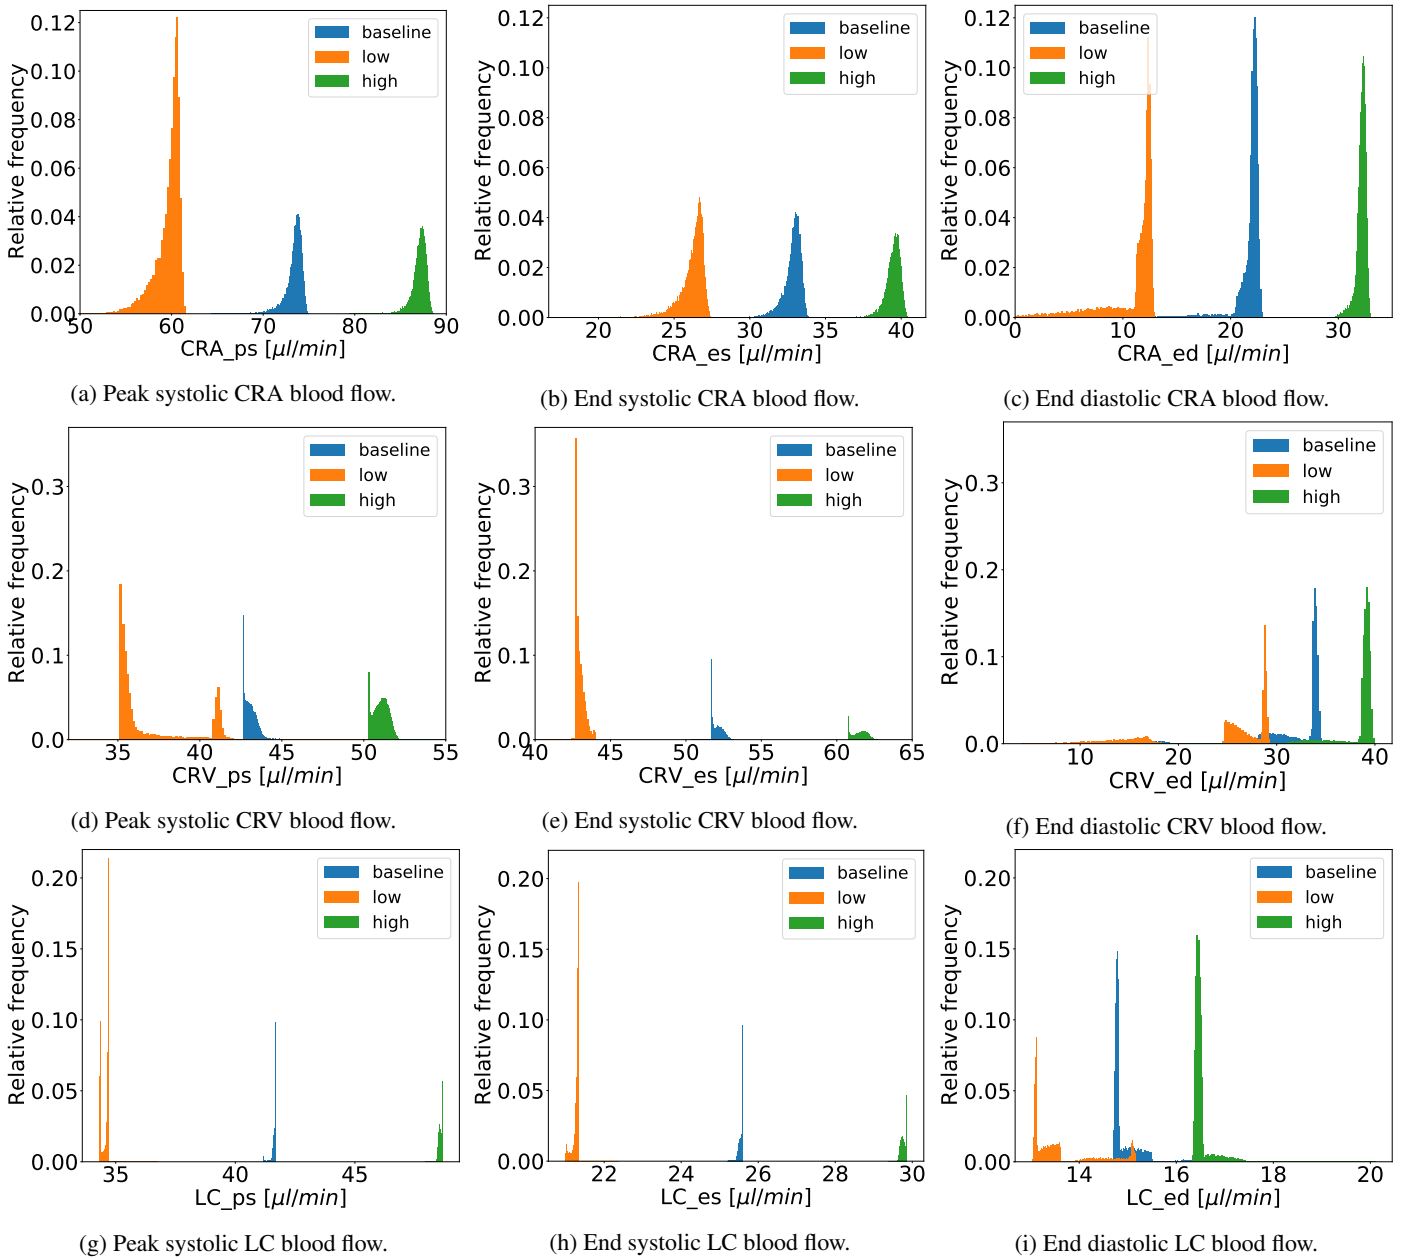 Relative frequency
0.12
0.10
0.12
0.08
0.06
0.04
0.02
0.00
50
60
70
80
90
baseline
low
high
CRA_ps [μl/min]
(a) Peak systolic CRA blood flow.
Relative frequency
0.12
0.10
0.08
0.06
0.04
0.02
0.00
20
25
30
35
40
baseline
low
high
CRA_es [μl/min]
(b) End systolic CRA blood flow.
Relative frequency
0.12
0.10
0.08
0.06
0.04
0.02
0.00
0
10
20
30
baseline
low
high
CRA_ed [μl/min]
(c) End diastolic CRA blood flow.
Relative frequency
0.3
0.2
0.1
0.0
35
40
45
50
55
baseline
low
high
CRV_ps [μl/min]
(d) Peak systolic CRV blood flow.
Relative frequency
0.3
0.2
0.1
0.0
40
45
50
55
60
65
baseline
low
high
CRV_es [μl/min]
(e) End systolic CRV blood flow.
Relative frequency
0.3
0.2
0.1
0.0
10
20
30
40
baseline
low
high
CRV_ed [μl/min]
(f) End diastolic CRV blood flow.
Relative frequency
0.20
0.15
0.10
0.05
0.00
35
40
45
baseline
low
high
LC_ps [μl/min]
(g) Peak systolic LC blood flow.
Relative frequency
0.20
0.15
0.10
0.05
0.00
22
24
26
28
30
baseline
low
high
LC_es [μl/min]
(h) End systolic LC blood flow.
Relative frequency
0.20
0.15
0.10
0.05
0.00
14
16
18
20
baseline
low
high
LC_ed [μl/min]
(i) End diastolic LC blood flow.